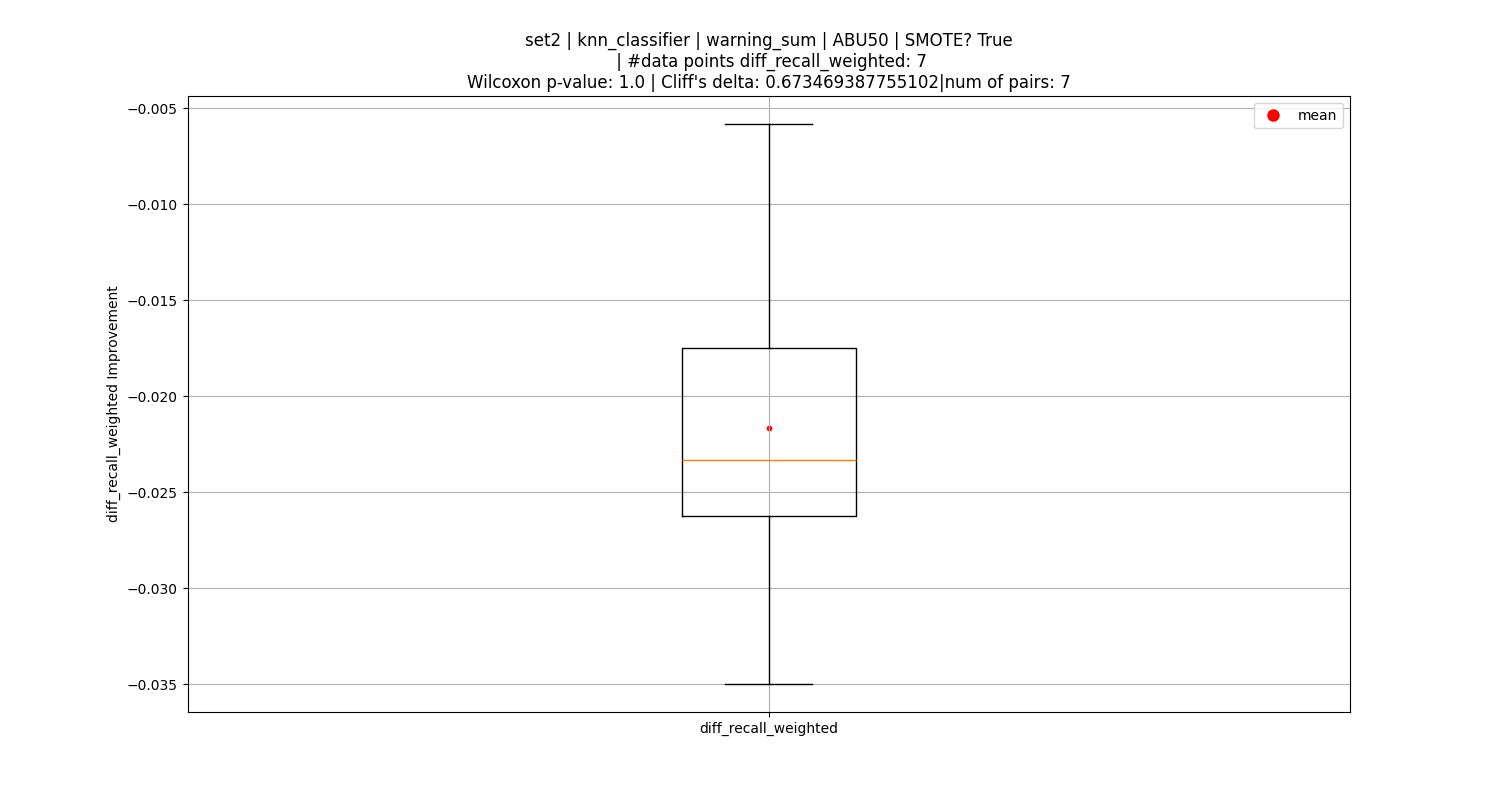 set2 | knn_classifier | warning_sum | ABU50 | SMOTE? True
| #data points diff_recall_weighted: 7
Wilcoxon p-value: 1.0 | Cliff's delta: 0.673469387755102|num of pairs: 7
mean
−0.005
−0.010
−0.015
−0.020
−0.025
−0.030
−0.035
diff_recall_weighted Improvement
diff_recall_weighted